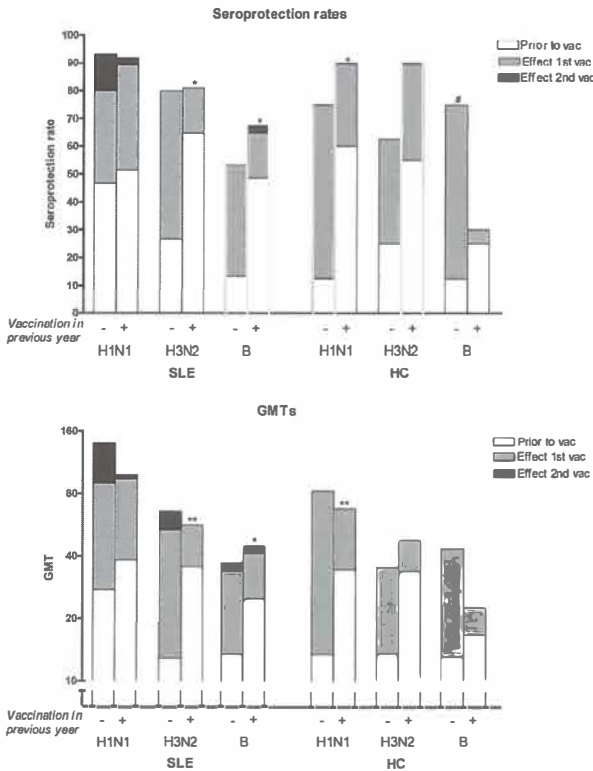 Seroprotection rates
Prior to vac
Effect 1st vac
Effect 2nd vac
Seroprotection rate
100
90
80
70
60
50
40
30
20
10
0
* * * #
Vaccination in
previous year
- + - + - + - + - + - +
H1N1 H3N2 B H1N1 H3N2 B
SLE HC
GMTs
Prior to vac
Effect 1st vac
Effect 2nd vac
GMT
160
80
40
20
10
** * **
Vaccination in
previous year
- + - + - + - + - + - +
H1N1 H3N2 B H1N1 H3N2 B
SLE HC